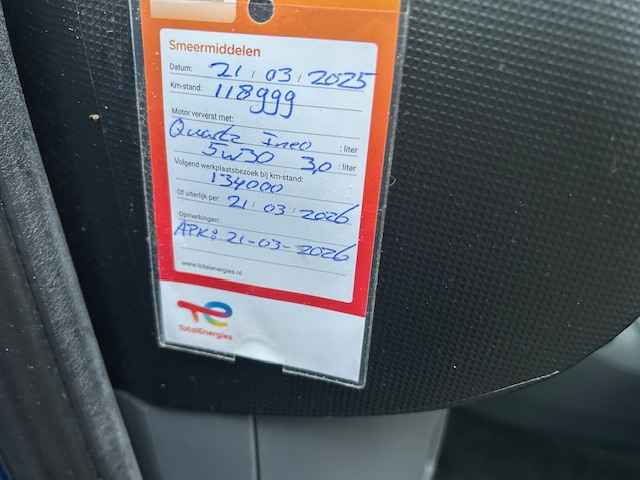 Smeermiddelen
Datum: 21 / 03 / 2025
Km-stand: 118999
Motor ververst met:
Quartz Ineo : liter
5W30 3,0 : liter
Volgend werkplaatsbezoek bij km-stand:
134000
Of uiterlijk per: 21 / 03 / 2026
Opmerkingen:
APK: 21-03-2026
www.totalenergies.nl
TotalEnergies